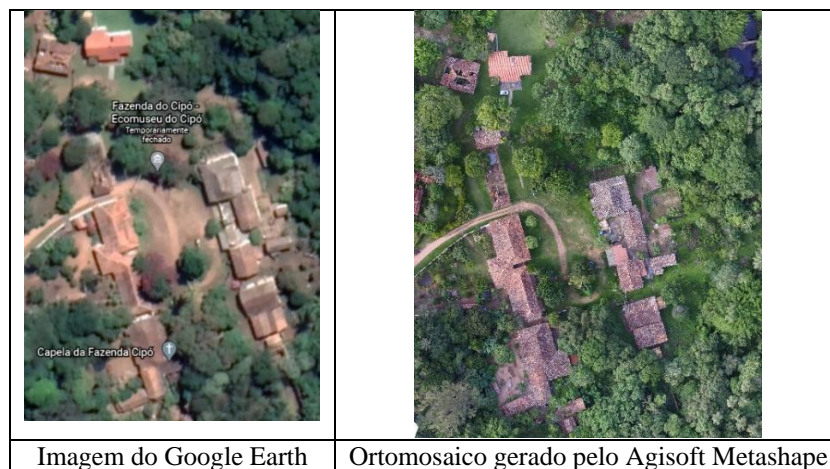 Fazenda do Cipó -
Ecomuseu do Cipó
Temporariamente
fechado
Capela da Fazenda Cipó
Imagem do Google Earth
Ortomosaico gerado pelo Agisoft Metashape